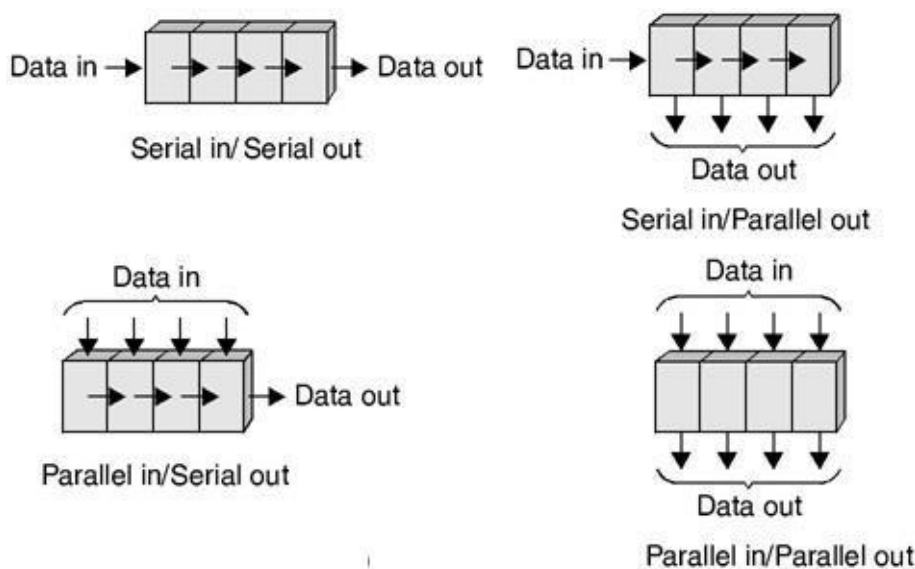 Data in
Data out
Serial in/ Serial out
Data in
Data out
Serial in/Parallel out
Data in
Data out
Parallel in/Serial out
Data in
Data out
Parallel in/Parallel out